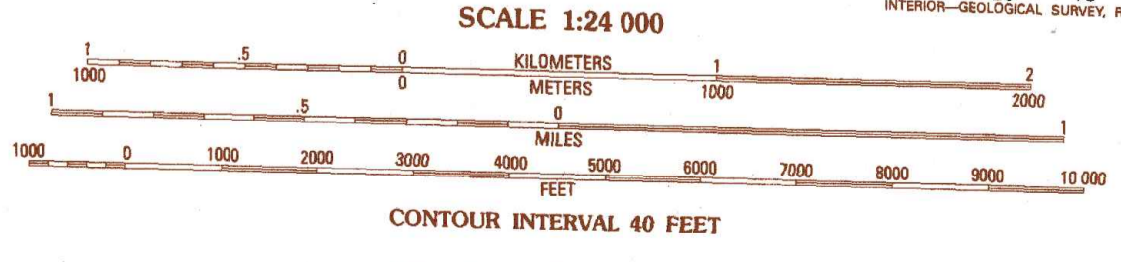 INTERIOR—GEOLOGICAL SURVEY, R
SCALE 1:24 000
1 .5 0 KILOMETERS 1 2
1000 0 METERS 1000 2000
1 .5 0 1
MILES
1000 0 1000 2000 3000 4000 5000 6000 7000 8000 9000 10 000
FEET
CONTOUR INTERVAL 40 FEET